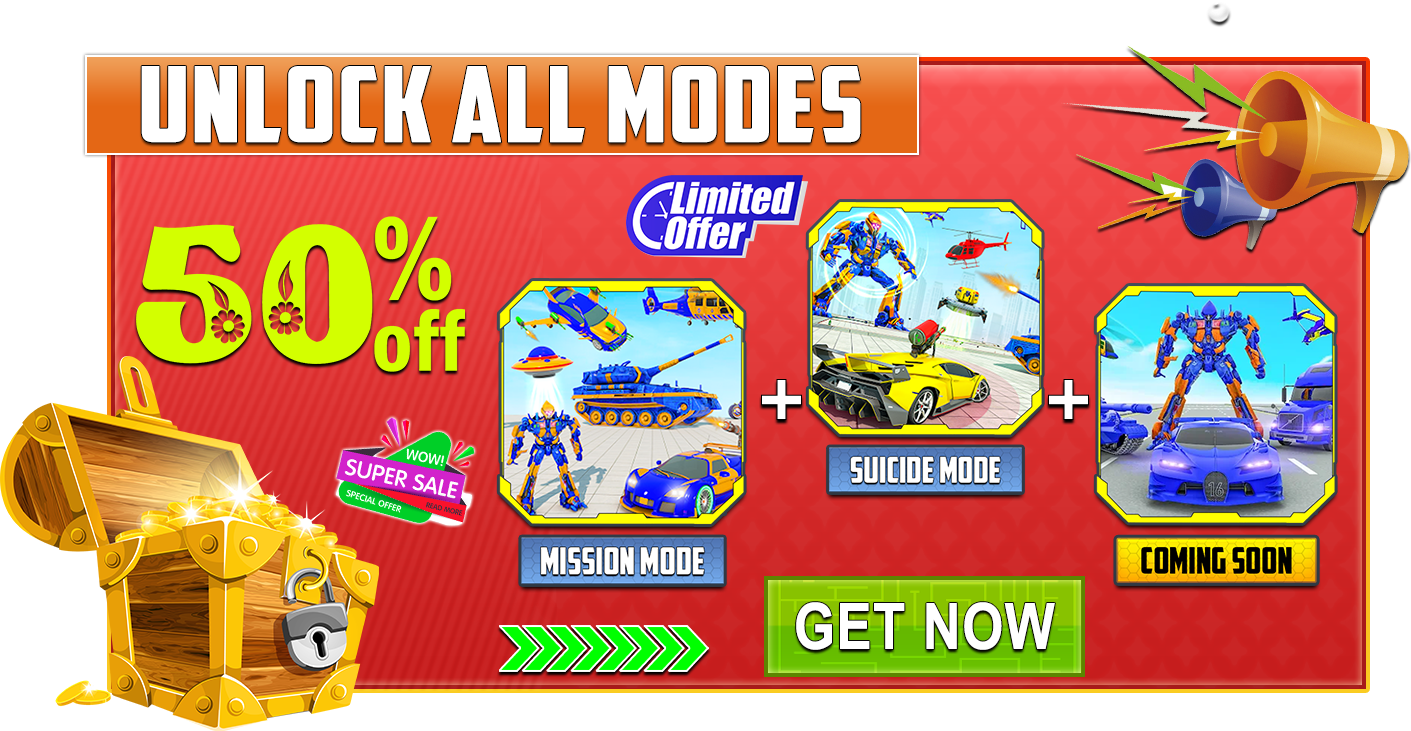 UNLOCK ALL MODES
Limited
Offer
50%
off
WOW!
SUPER SALE
SPECIAL OFFER
READ MORE
+
+
SUICIDE MODE
16
MISSION MODE
COMING SOON
GET NOW